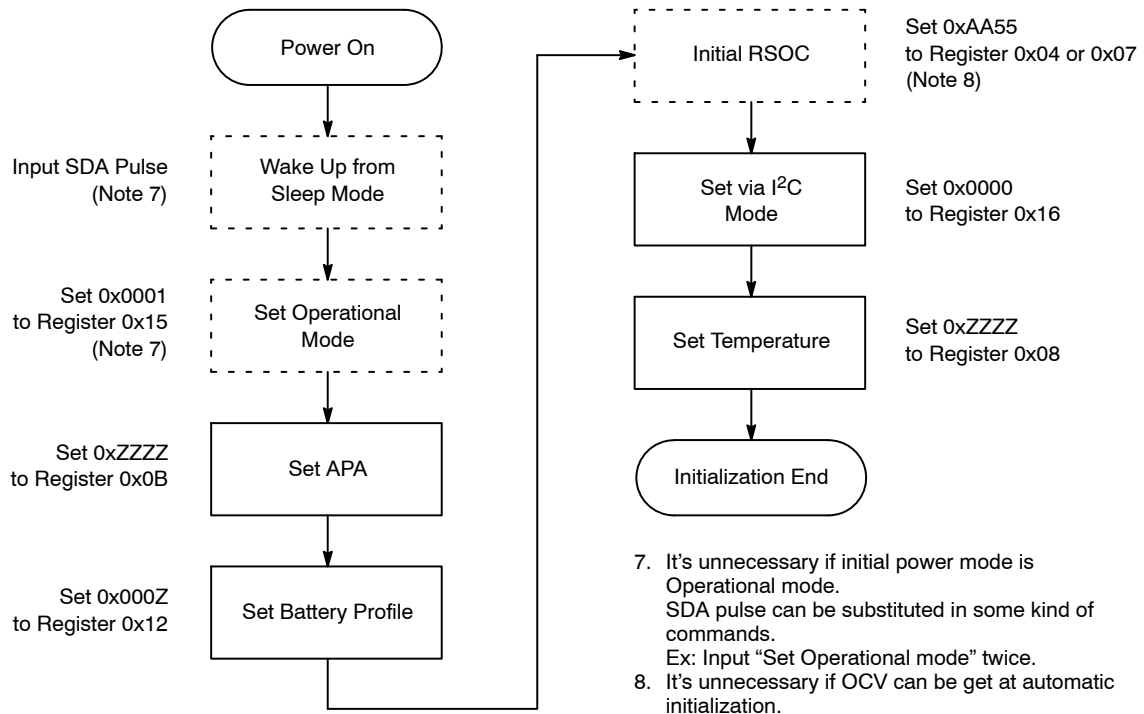 Power On
Input SDA Pulse
(Note 7)
Wake Up from
Sleep Mode
Set 0x0001
to Register 0x15
(Note 7)
Set Operational
Mode
Set 0xZZZZ
to Register 0x0B
Set APA
Set 0x000Z
to Register 0x12
Set Battery Profile
Initial RSOC
Set 0xAA55
to Register 0x04 or 0x07
(Note 8)
Set via I²C
Mode
Set 0x0000
to Register 0x16
Set Temperature
Set 0xZZZZ
to Register 0x08
Initialization End
7. It’s unnecessary if initial power mode is
Operational mode.
SDA pulse can be substituted in some kind of
commands.
Ex: Input “Set Operational mode” twice.
8. It’s unnecessary if OCV can be get at automatic
initialization.